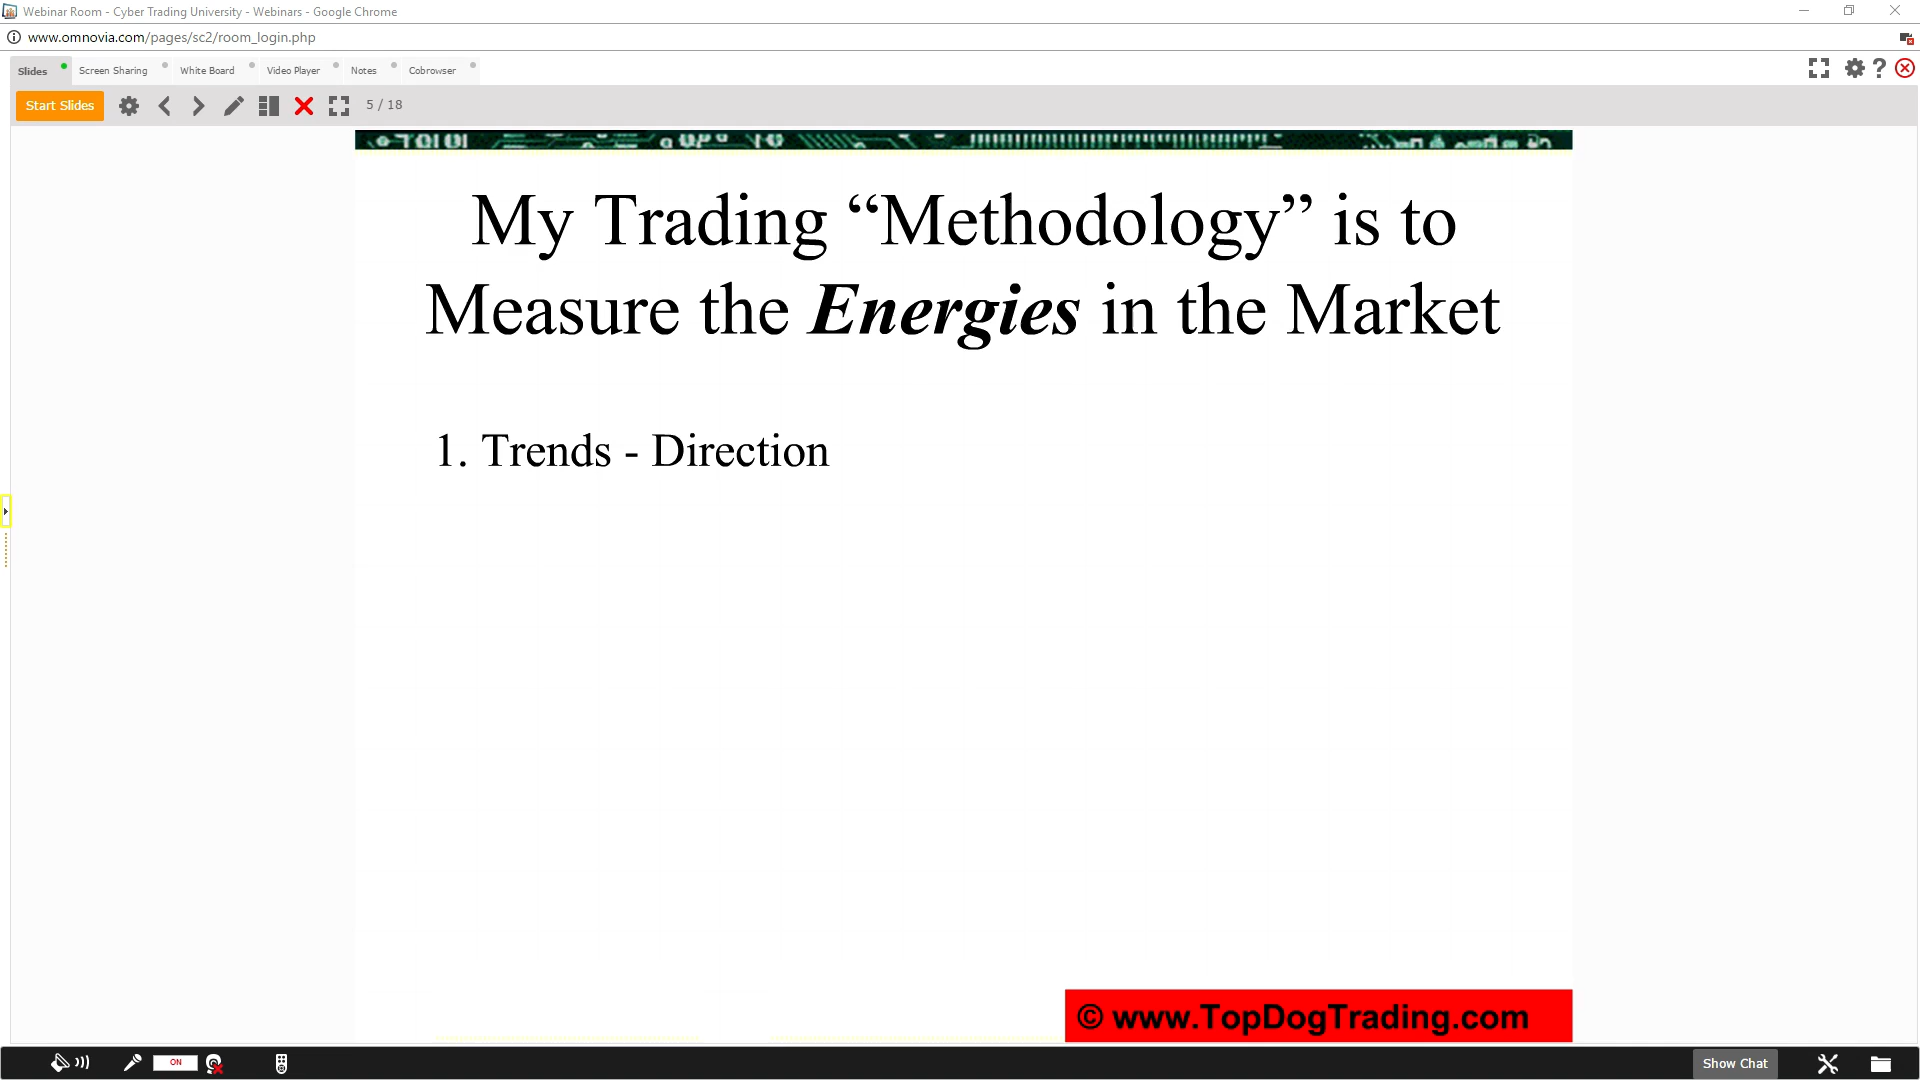 Webinar Room - Cyber Trading University - Webinars - Google Chrome
www.omnovia.com/pages/sc2/room_login.php
Slides Screen Sharing White Board Video Player Notes Cobrowser
Start Slides 5 / 18
My Trading “Methodology” is to
Measure the Energies in the Market
1. Trends - Direction
© www.TopDogTrading.com
ON Show Chat